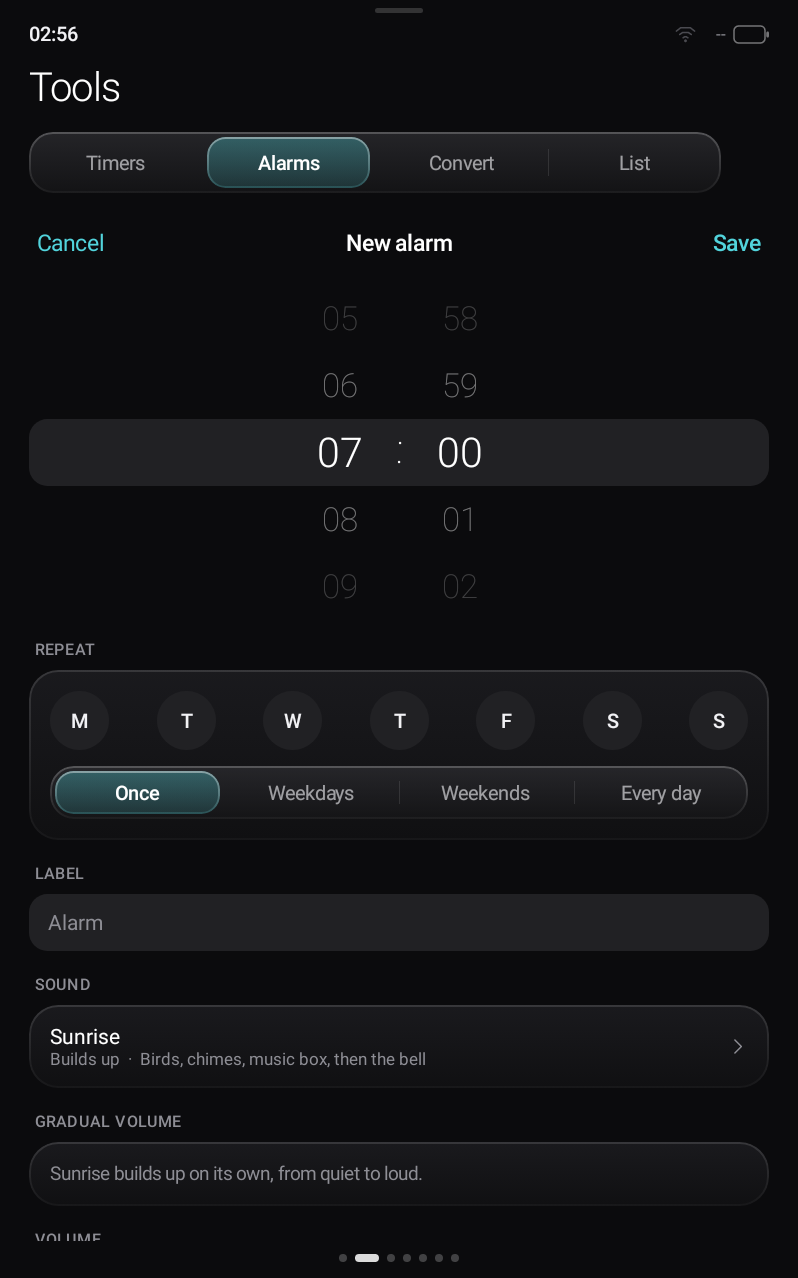 02:56
--
Tools
Timers Alarms Convert List
Cancel New alarm Save
05 58
06 59
07 : 00
08 01
09 02
REPEAT
M T W T F S S
Once Weekdays Weekends Every day
LABEL
Alarm
SOUND
Sunrise
Builds up · Birds, chimes, music box, then the bell
GRADUAL VOLUME
Sunrise builds up on its own, from quiet to loud.
VOLUME